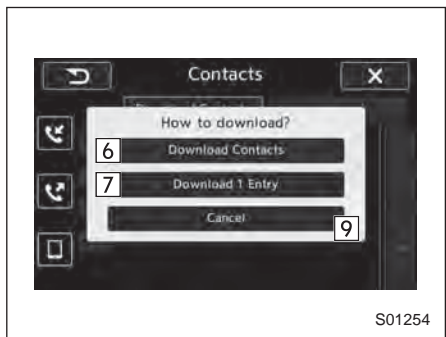 Contacts
How to download?
6
Download Contacts
7
Download 1 Entry
Cancel
9
S01254